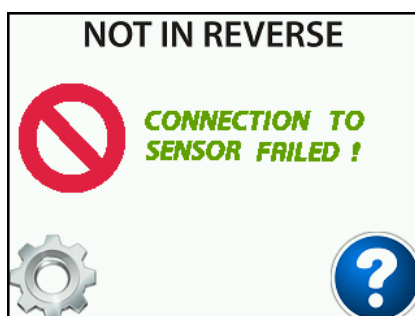 NOT IN REVERSE
CONNECTION TO
SENSOR FAILED !
?